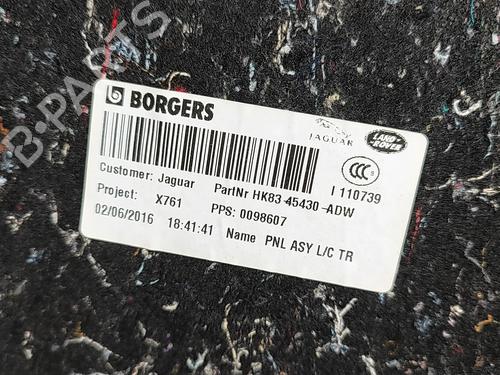 B-PARTS
BORGERS
JAGUAR
LAND-
ROVER
CCC S
I 110739
Customer: Jaguar PartNr HK83-45430-ADW
Project: X761 PPS: 0098607
02/06/2016 18:41:41 Name PNL ASY L/C TR